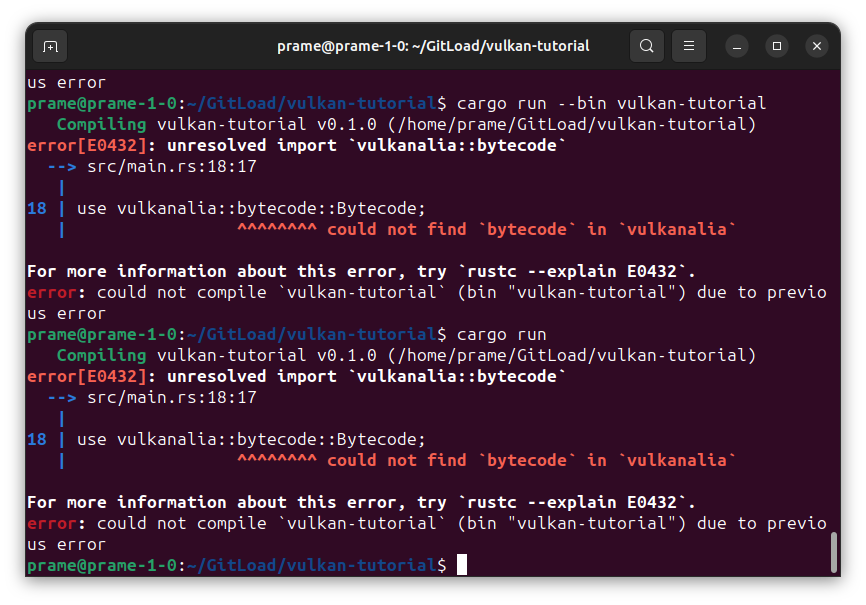 prame@prame-1-0: ~/GitLoad/vulkan-tutorial
us error
prame@prame-1-0:~/GitLoad/vulkan-tutorial$ cargo run --bin vulkan-tutorial
   Compiling vulkan-tutorial v0.1.0 (/home/prame/GitLoad/vulkan-tutorial)
error[E0432]: unresolved import `vulkanalia::bytecode`
  --> src/main.rs:18:17
   |
18 | use vulkanalia::bytecode::Bytecode;
   |                 ^^^^^^^^ could not find `bytecode` in `vulkanalia`

For more information about this error, try `rustc --explain E0432`.
error: could not compile `vulkan-tutorial` (bin "vulkan-tutorial") due to previo
us error
prame@prame-1-0:~/GitLoad/vulkan-tutorial$ cargo run
   Compiling vulkan-tutorial v0.1.0 (/home/prame/GitLoad/vulkan-tutorial)
error[E0432]: unresolved import `vulkanalia::bytecode`
  --> src/main.rs:18:17
   |
18 | use vulkanalia::bytecode::Bytecode;
   |                 ^^^^^^^^ could not find `bytecode` in `vulkanalia`

For more information about this error, try `rustc --explain E0432`.
error: could not compile `vulkan-tutorial` (bin "vulkan-tutorial") due to previo
us error
prame@prame-1-0:~/GitLoad/vulkan-tutorial$